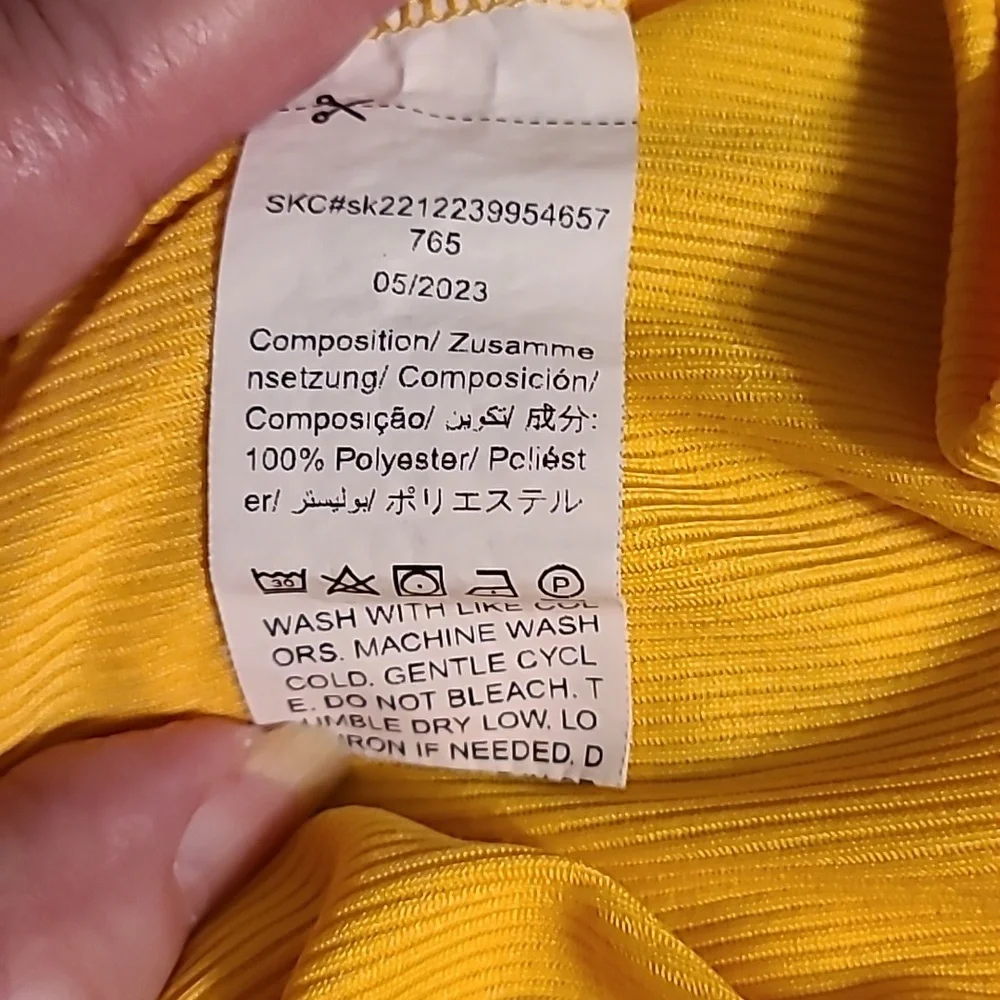 SKC#sk2212239954657
765
05/2023
Composition/ Zusamme
nsetzung/ Composición/
Composição/ تكوين/ 成分:
100% Polyester/ Poliést
er/ بوليستر/ ポリエステル
30
P
WASH WITH LIKE COL
ORS. MACHINE WASH
COLD. GENTLE CYCL
E. DO NOT BLEACH. T
UMBLE DRY LOW. LO
IRON IF NEEDED. D